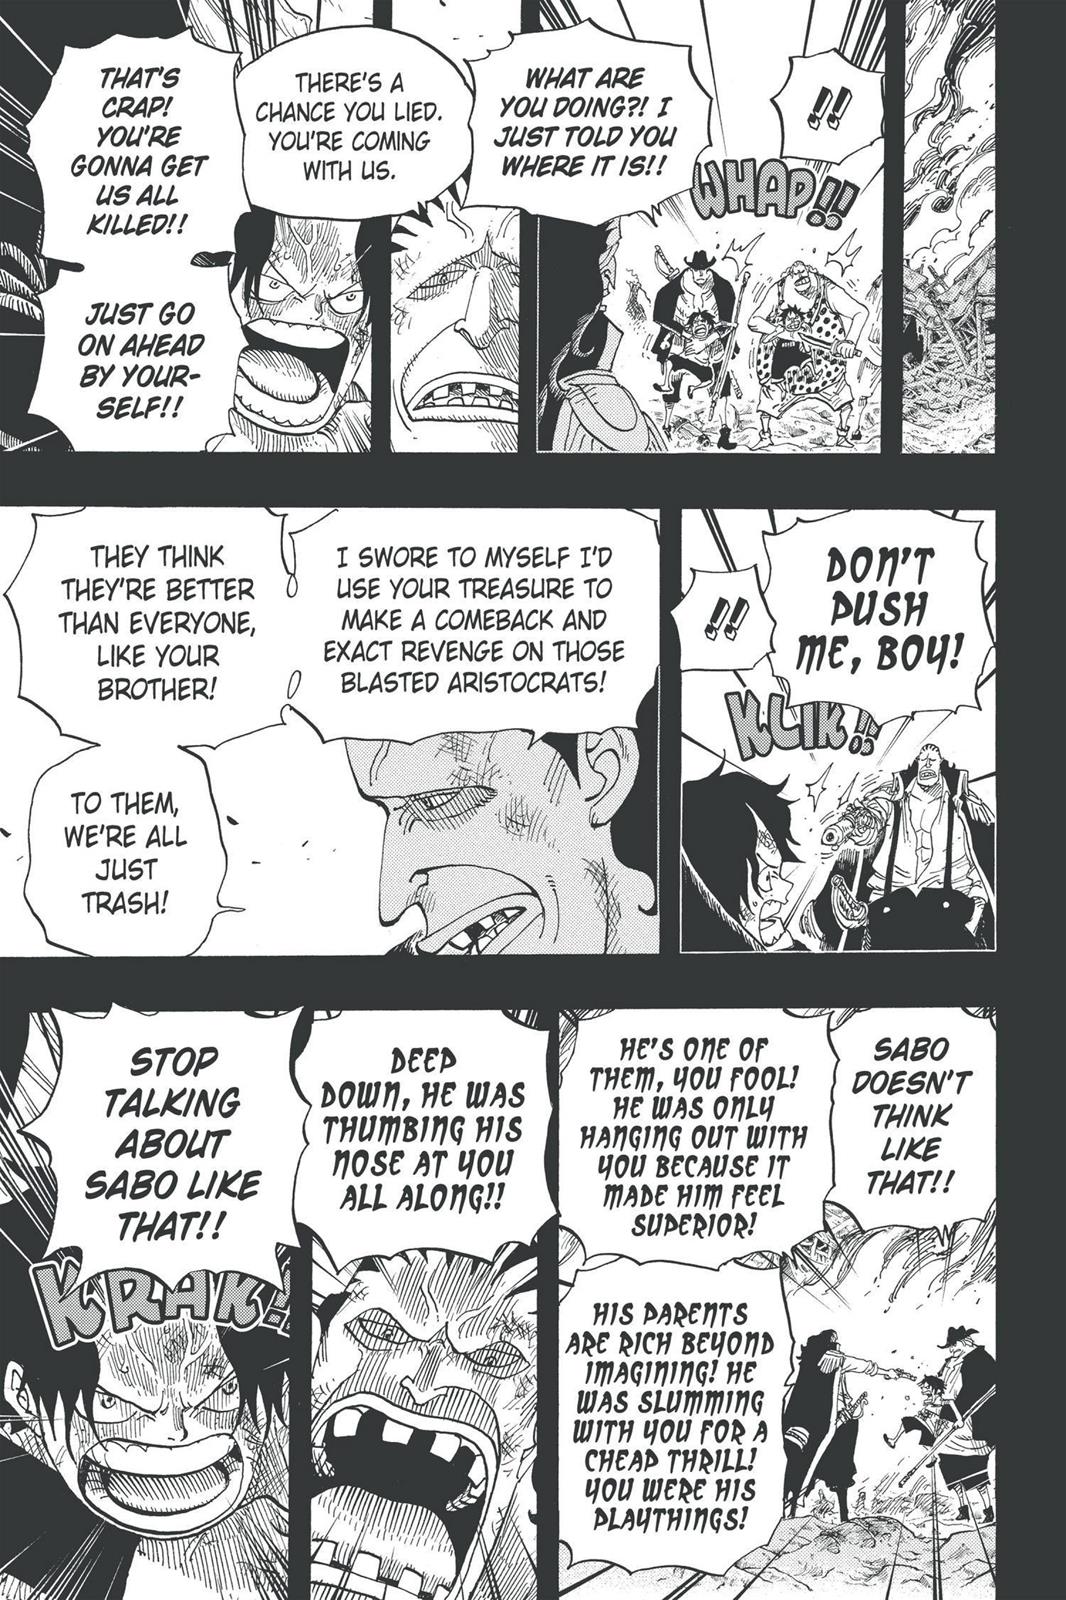 !!
WHAP!!
WHAT ARE
YOU DOING?! I
JUST TOLD YOU
WHERE IT IS!!
THERE'S A
CHANCE YOU LIED.
YOU'RE COMING
WITH US.
THAT'S
CRAP!
YOU'RE
GONNA GET
US ALL
KILLED!!
JUST GO
ON AHEAD
BY YOUR-
SELF!!
DON'T
PUSH
ME, BOY!
!!
KLIK!!
I SWORE TO MYSELF I'D
USE YOUR TREASURE TO
MAKE A COMEBACK AND
EXACT REVENGE ON THOSE
BLASTED ARISTOCRATS!
THEY THINK
THEY'RE BETTER
THAN EVERYONE,
LIKE YOUR
BROTHER!
TO THEM,
WE'RE ALL
JUST
TRASH!
SABO
DOESN'T
THINK
LIKE
THAT!!
HE'S ONE OF
THEM, YOU FOOL!
HE WAS ONLY
HANGING OUT WITH
YOU BECAUSE IT
MADE HIM FEEL
SUPERIOR!
HIS PARENTS
ARE RICH BEYOND
IMAGINING! HE
WAS SLUMMING
WITH YOU FOR A
CHEAP THRILL!
YOU WERE HIS
PLAYTHINGS!
DEEP
DOWN, HE WAS
THUMBING HIS
NOSE AT YOU
ALL ALONG!!
STOP
TALKING
ABOUT
SABO LIKE
THAT!!
KRAK!!